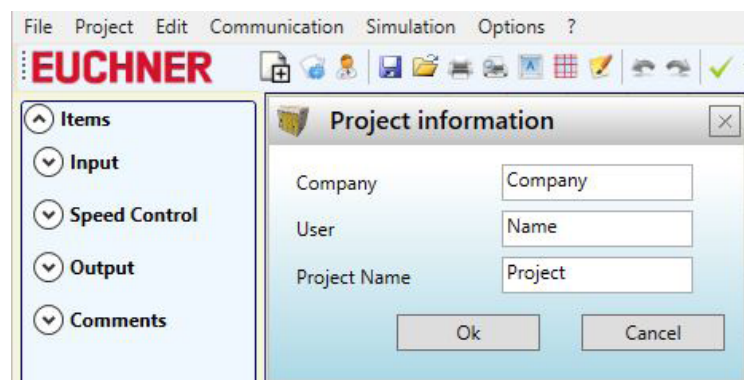 File Project Edit Communication Simulation Options ?
EUCHNER
Items
Input
Speed Control
Output
Comments
Project information
Company Company
User Name
Project Name Project
Ok Cancel